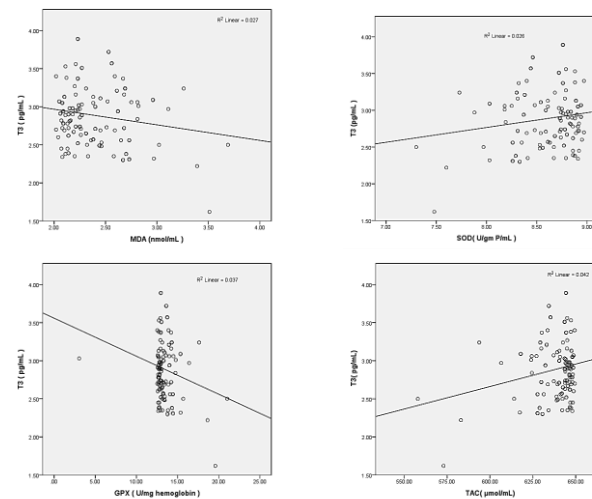 R² Linear = 0.027
4.00
3.50
3.00
2.50
2.00
1.50
T3 ( pg/mL )
2.00 2.50 3.00 3.50 4.00
MDA (nmol/mL )
R² Linear = 0.026
4.00
3.50
3.00
2.50
2.00
1.50
T3 (pg/mL)
7.00 7.50 8.00 8.50 9.00
SOD( U/gm P/mL )
R² Linear = 0.037
4.00
3.50
3.00
2.50
2.00
1.50
T3 ( pg/mL )
.00 5.00 10.00 15.00 20.00 25.00
GPX ( U/mg hemoglobin )
R² Linear = 0.042
4.00
3.50
3.00
2.50
2.00
1.50
T3( pg/mL )
550.00 575.00 600.00 625.00 650.00
TAC( µmol/mL)